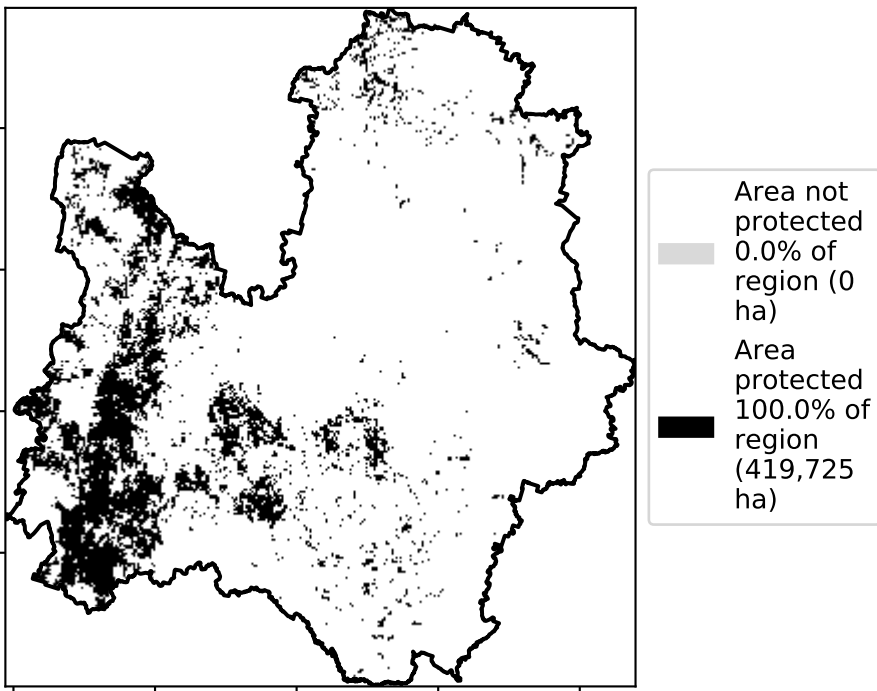 Area not
protected
0.0% of
region (0
ha)
Area
protected
100.0% of
region
(419,725
ha)